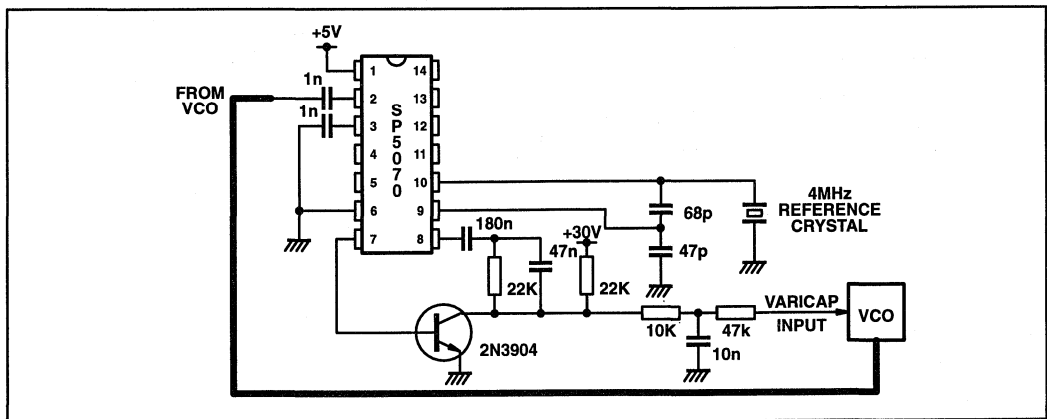 +5V
FROM
VCO
1n
1n
SP5070
1
2
3
4
5
6
7
14
13
12
11
10
9
8
180n
47n
22K
+30V
22K
68p
47p
4MHz
REFERENCE
CRYSTAL
2N3904
10K
10n
47k
VARICAP
INPUT
VCO